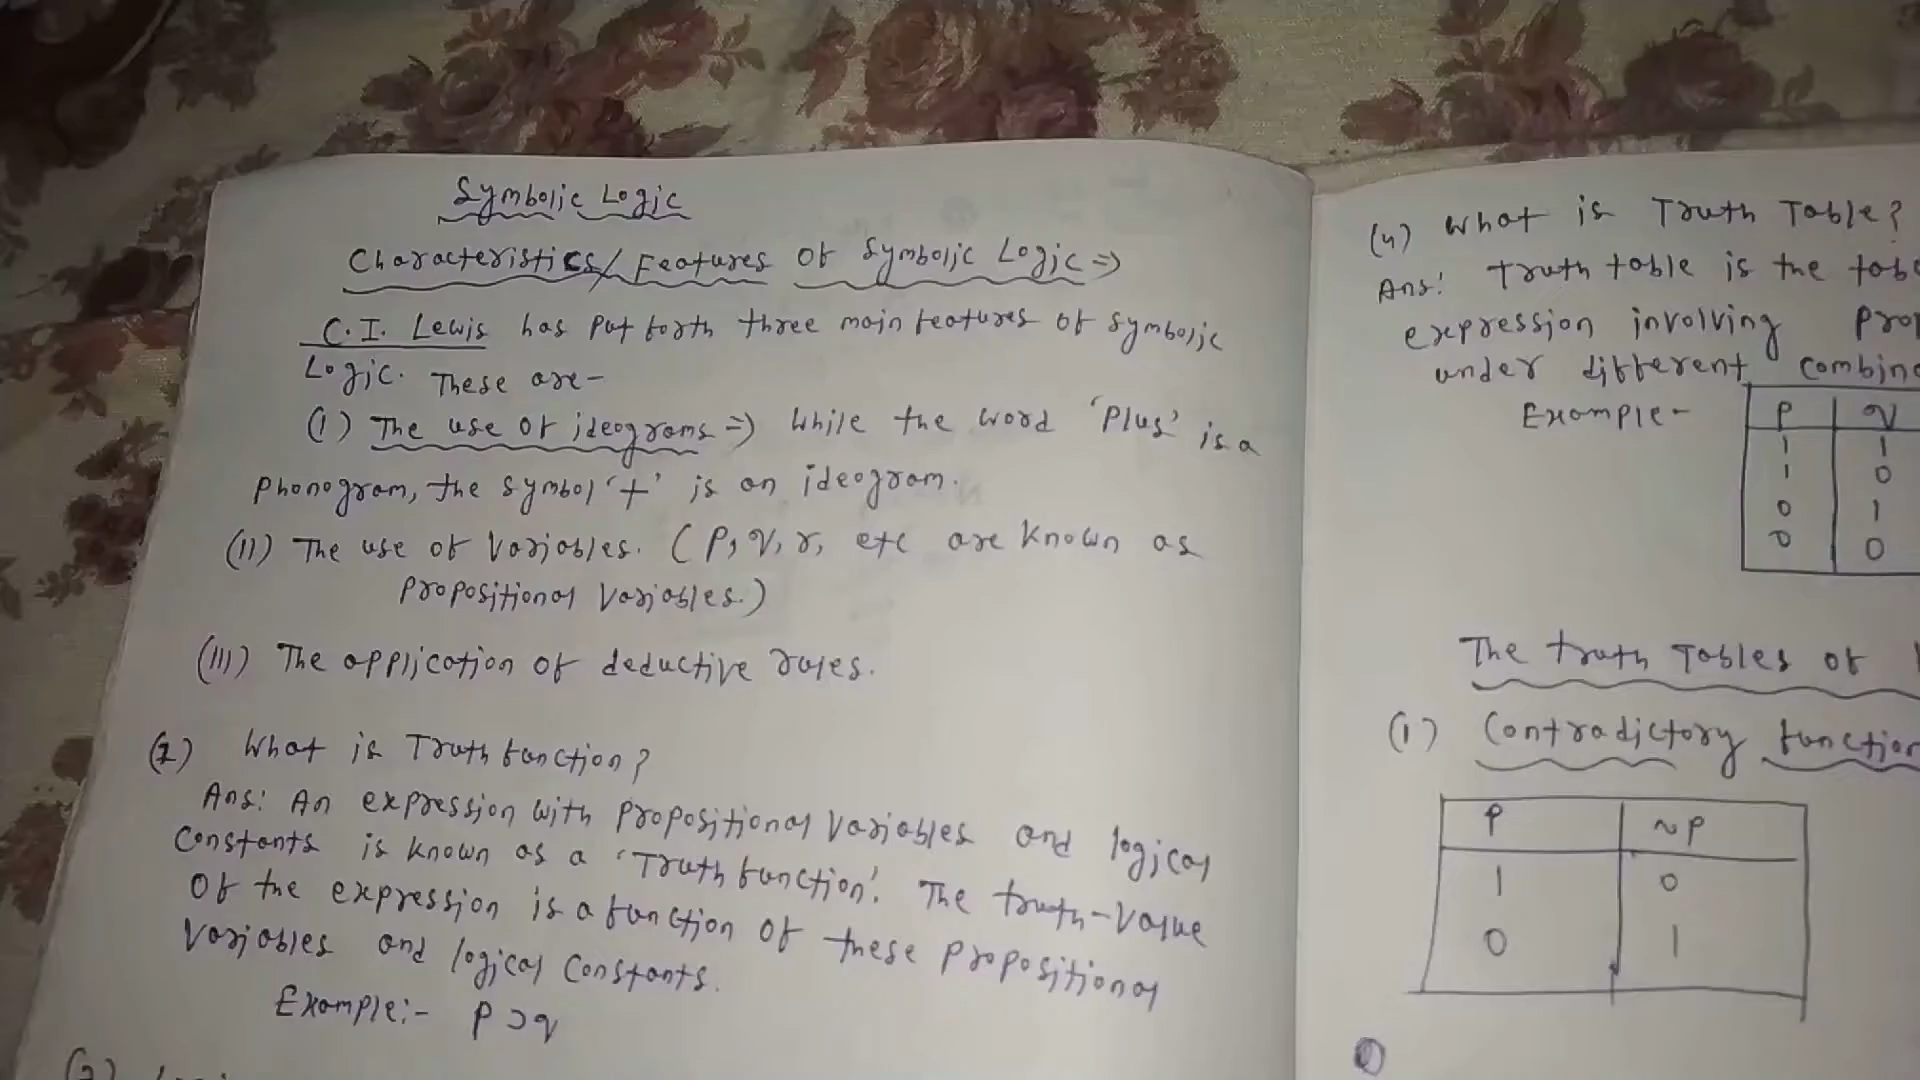 Symbolic Logic
Characteristics/Features of Symbolic Logic ⇒
C.I. Lewis has put forth three main features of Symbolic
Logic. These are-
(I) The use of ideograms ⇒ While the word 'Plus' is a
phonogram, the symbol '+' is an ideogram.
(II) The use of Variables. (P, q, r, etc are known as
Propositional Variables.)
(III) The application of deductive rules.
(2) What is Truth function?
Ans: An expression with propositional variables and logical
Constants is known as a 'Truth function'. The truth-value
of the expression is a function of these propositional
Variables and logical Constants.
Example:- P ⊃ q
(4) What is Truth Table?
Ans: Truth table is the
expression involving
under different
Example-
P q
1 1
1 0
0 1
0 0
The truth Tables of
(1) Contradictory function
P ~P
1 0
0 1